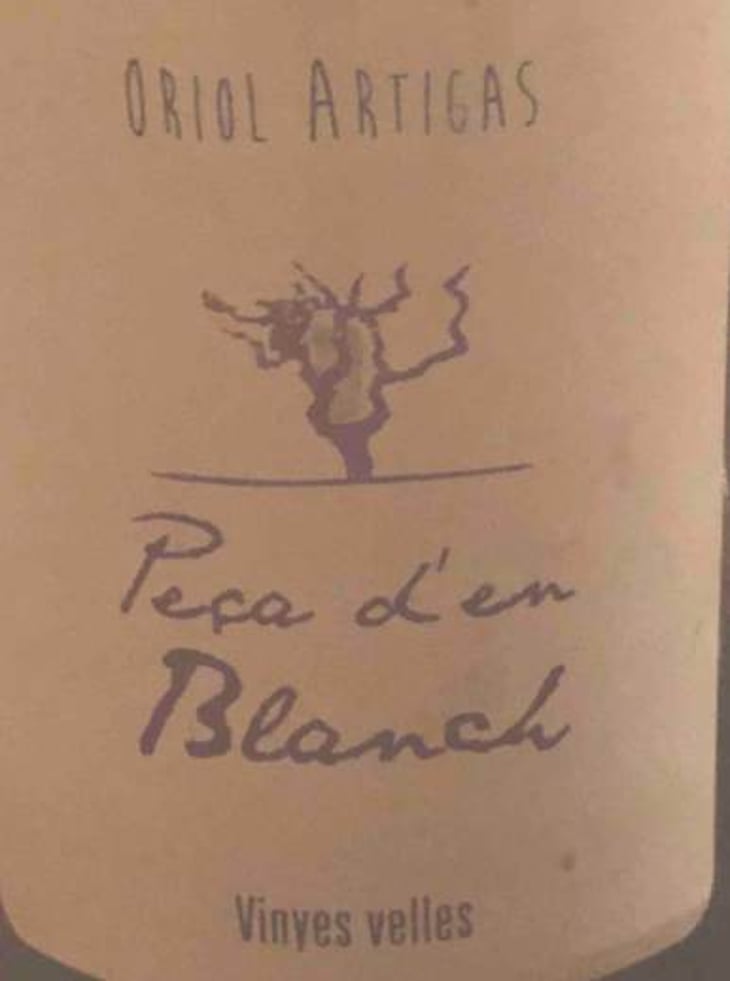 ORIOL ARTIGAS
Peça d'en
Blanch
Vinyes velles